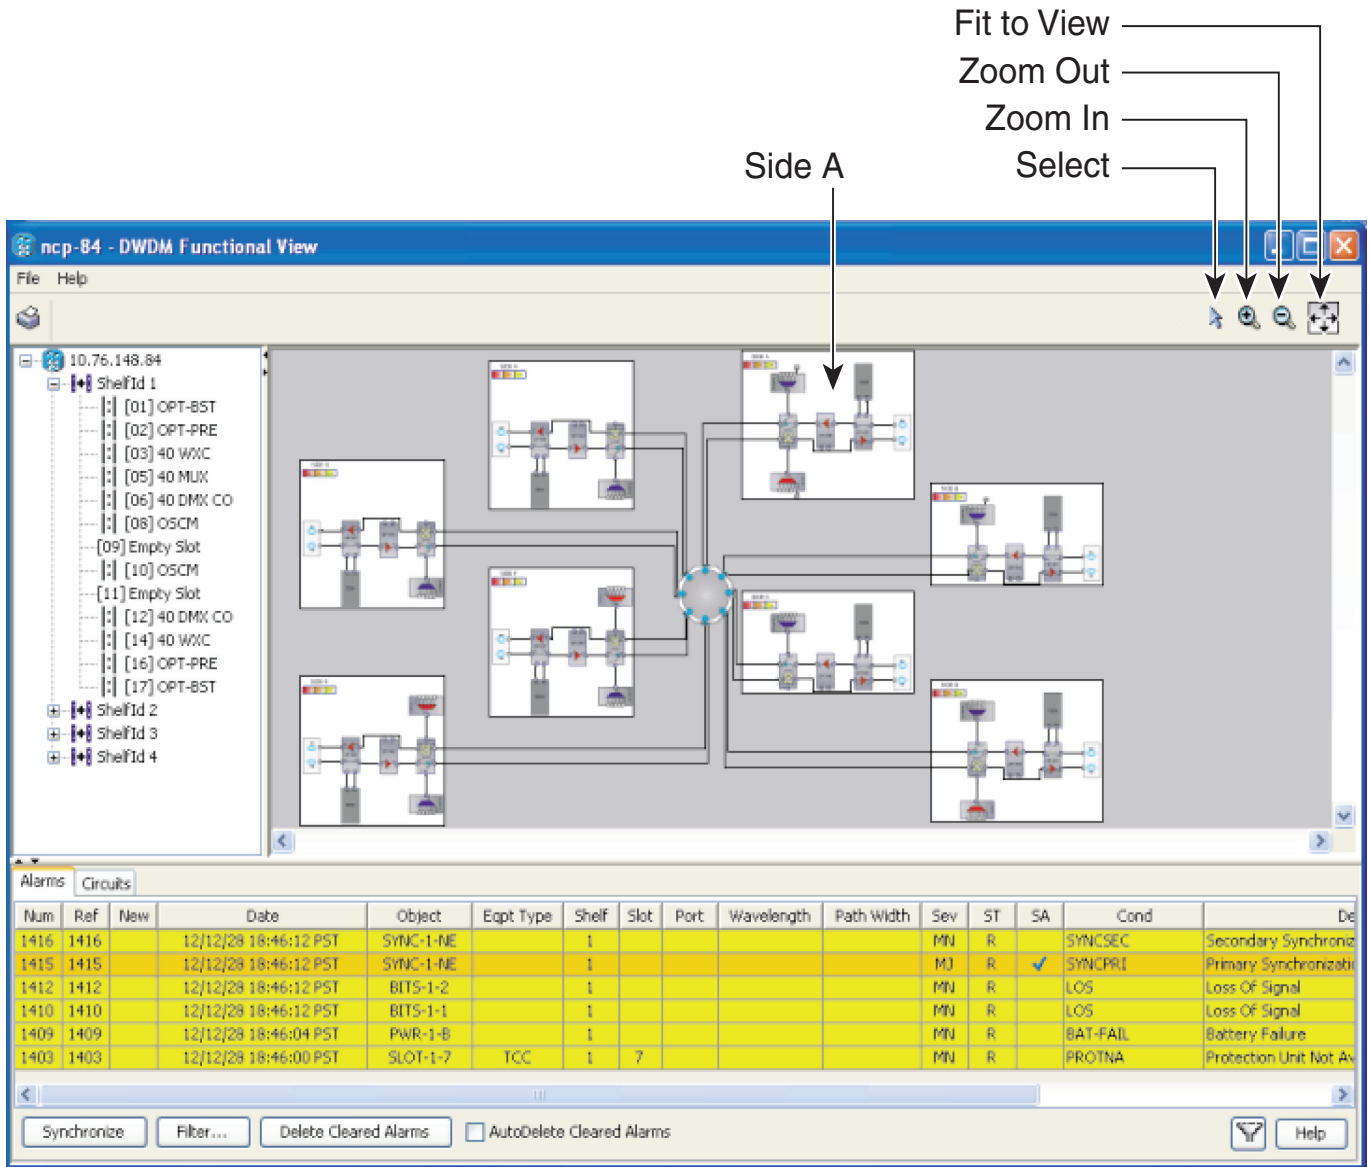 Fit to View
Zoom Out
Zoom In
Side A Select
ncp-84 - DWDM Functional View
File Help
10.76.148.84
ShelfId 1
[01] OPT-BST
[02] OPT-PRE
[03] 40 WXC
[05] 40 MUX
[06] 40 DMX CO
[08] OSCM
[09] Empty Slot
[10] OSCM
[11] Empty Slot
[12] 40 DMX CO
[14] 40 WXC
[16] OPT-PRE
[17] OPT-BST
ShelfId 2
ShelfId 3
ShelfId 4
Alarms Circuits
Num Ref New Date Object Eqpt Type Shelf Slot Port Wavelength Path Width Sev ST SA Cond De
1416 1416 12/12/28 18:46:12 PST SYNC-1-NE 1 MN R SYNCSEC Secondary Synchroniz
1415 1415 12/12/28 18:46:12 PST SYNC-1-NE 1 MJ R SYNCPRI Primary Synchronizati
1412 1412 12/12/28 18:46:12 PST BITS-1-2 1 MN R LOS Loss Of Signal
1410 1410 12/12/28 18:46:12 PST BITS-1-1 1 MN R LOS Loss Of Signal
1409 1409 12/12/28 18:46:04 PST PWR-1-B 1 MN R BAT-FAIL Battery Failure
1403 1403 12/12/28 18:46:00 PST SLOT-1-7 TCC 1 7 MN R PROTNA Protection Unit Not Av
Synchronize Filter... Delete Cleared Alarms AutoDelete Cleared Alarms Help